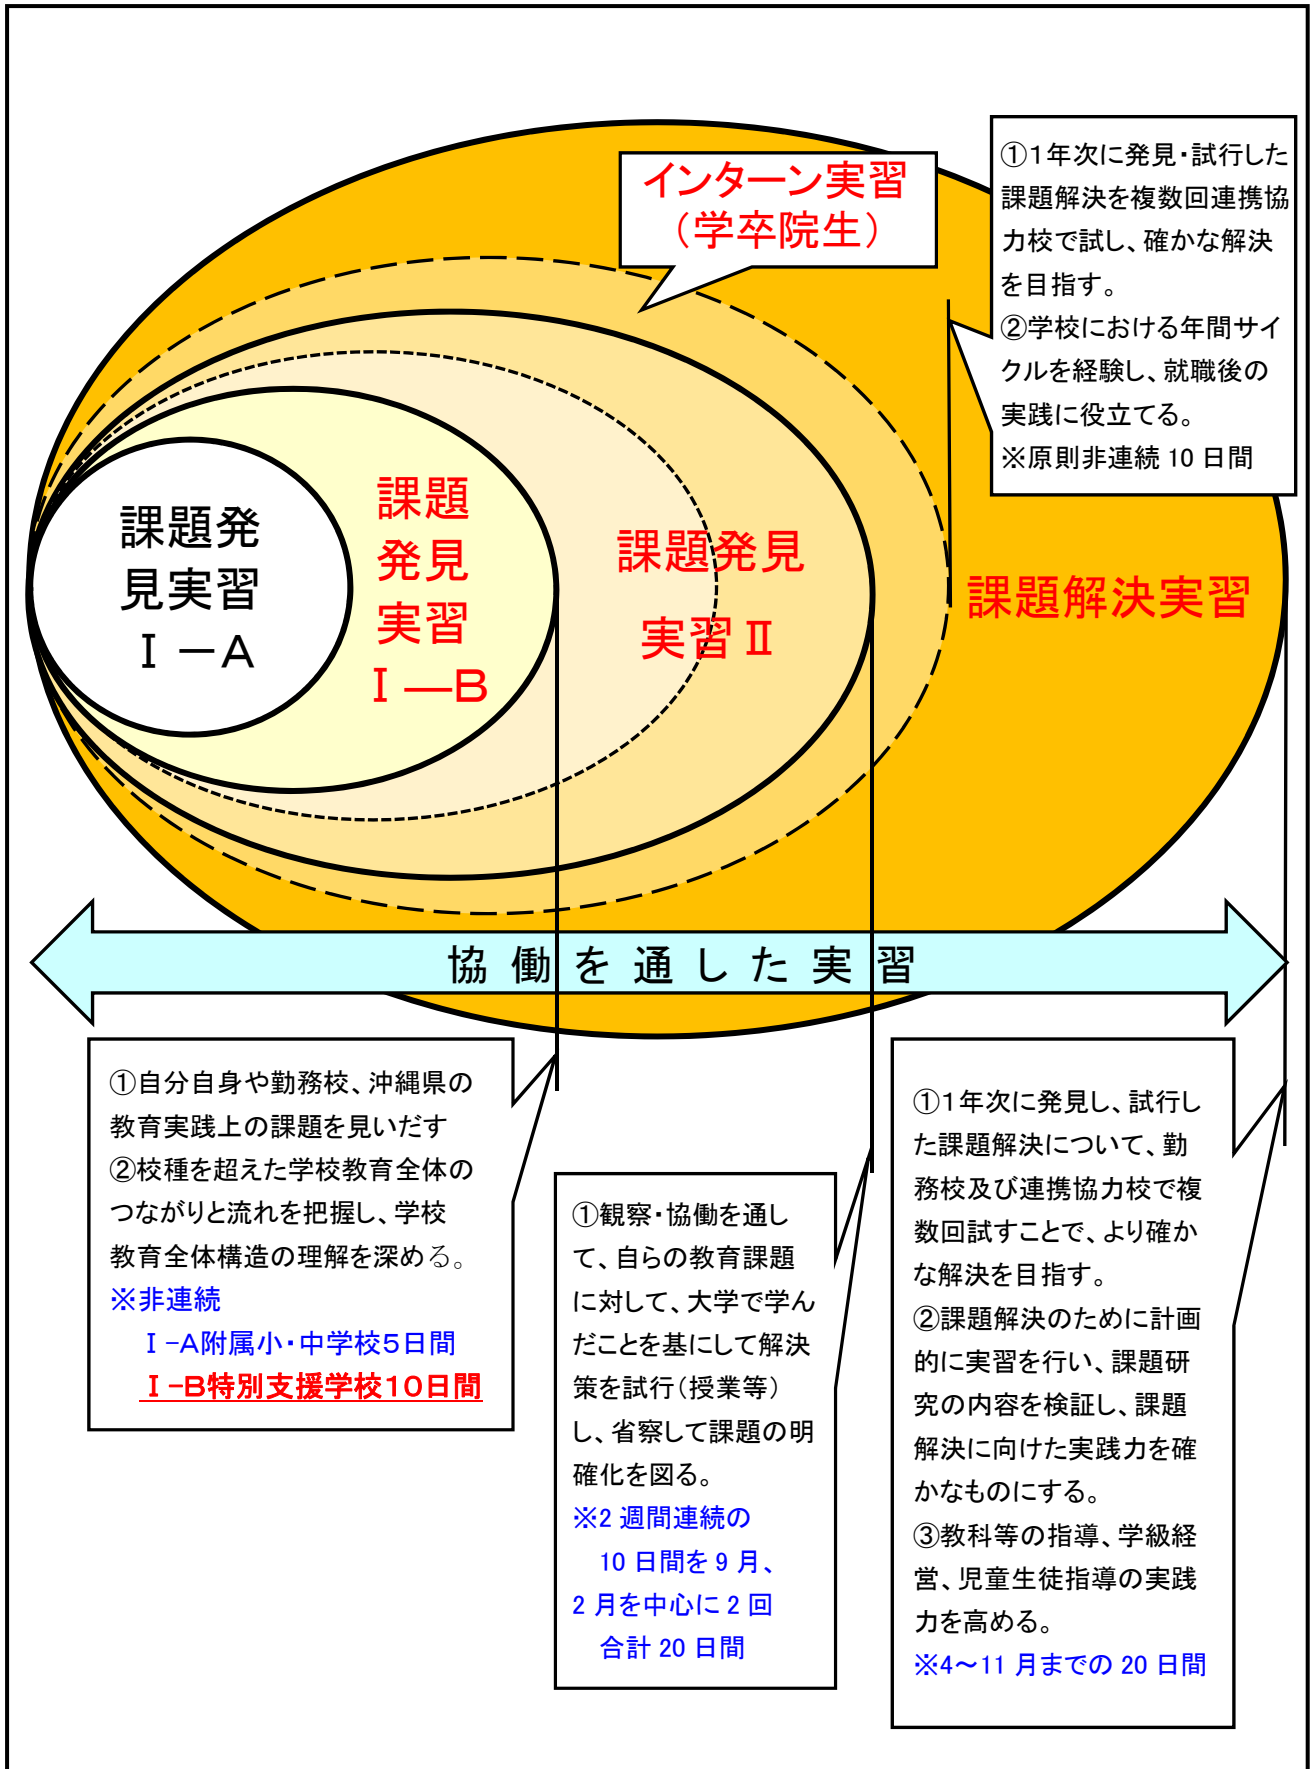 インターン実習
（学卒院生）
①１年次に発見・試行した
課題解決を複数回連携協
力校で試し、確かな解決
を目指す。
②学校における年間サイ
クルを経験し、就職後の
実践に役立てる。
※原則非連続 10 日間
課題発
見実習
Ⅰ－Ａ
課題
発見
実習
Ⅰ―Ｂ
課題発見
実習Ⅱ
課題解決実習
協働を通した実習
①自分自身や勤務校、沖縄県の
教育実践上の課題を見いだす
②校種を超えた学校教育全体の
つながりと流れを把握し、学校
教育全体構造の理解を深める。
※非連続
Ⅰ-Ａ附属小・中学校５日間
Ⅰ-Ｂ特別支援学校１０日間
①観察・協働を通し
て、自らの教育課題
に対して、大学で学ん
だことを基にして解決
策を試行（授業等）
し、省察して課題の明
確化を図る。
※2 週間連続の
10 日間を 9 月、
2 月を中心に 2 回
合計 20 日間
①１年次に発見し、試行し
た課題解決について、勤
務校及び連携協力校で複
数回試すことで、より確か
な解決を目指す。
②課題解決のために計画
的に実習を行い、課題研
究の内容を検証し、課題
解決に向けた実践力を確
かなものにする。
③教科等の指導、学級経
営、児童生徒指導の実践
力を高める。
※4～11 月までの 20 日間